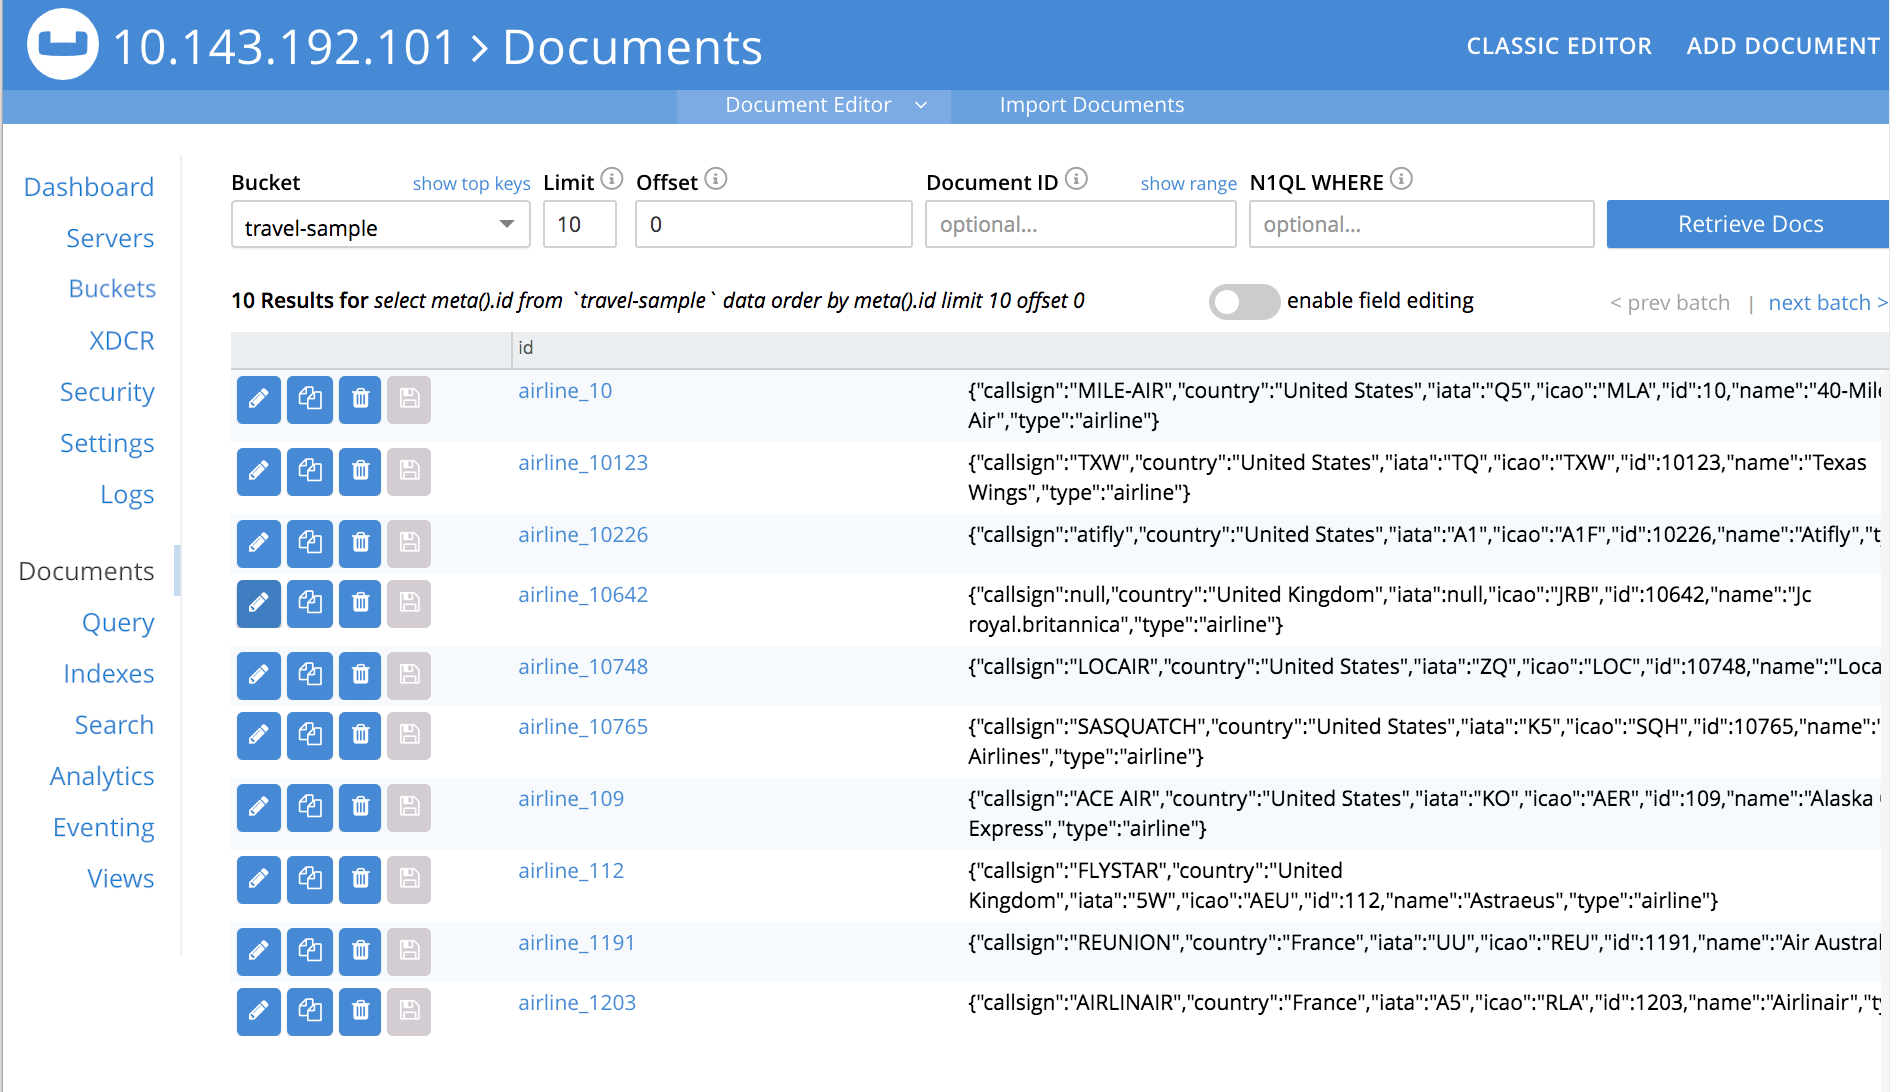 10.143.192.101 > Documents
CLASSIC EDITOR ADD DOCUMENT
Document Editor Import Documents
Dashboard
Servers
Buckets
XDCR
Security
Settings
Logs
Documents
Query
Indexes
Search
Analytics
Eventing
Views
Bucket show top keys Limit Offset Document ID show range N1QL WHERE
travel-sample 10 0 optional... optional... Retrieve Docs
10 Results for select meta().id from `travel-sample` data order by meta().id limit 10 offset 0 enable field editing < prev batch | next batch >
id
airline_10 {"callsign":"MILE-AIR","country":"United States","iata":"Q5","icao":"MLA","id":10,"name":"40-Mile
Air","type":"airline"}
airline_10123 {"callsign":"TXW","country":"United States","iata":"TQ","icao":"TXW","id":10123,"name":"Texas
Wings","type":"airline"}
airline_10226 {"callsign":"atifly","country":"United States","iata":"A1","icao":"A1F","id":10226,"name":"Atifly","t
airline_10642 {"callsign":null,"country":"United Kingdom","iata":null,"icao":"JRB","id":10642,"name":"Jc
royal.britannica","type":"airline"}
airline_10748 {"callsign":"LOCAIR","country":"United States","iata":"ZQ","icao":"LOC","id":10748,"name":"Loca
airline_10765 {"callsign":"SASQUATCH","country":"United States","iata":"K5","icao":"SQH","id":10765,"name":"
Airlines","type":"airline"}
airline_109 {"callsign":"ACE AIR","country":"United States","iata":"KO","icao":"AER","id":109,"name":"Alaska
Express","type":"airline"}
airline_112 {"callsign":"FLYSTAR","country":"United
Kingdom","iata":"5W","icao":"AEU","id":112,"name":"Astraeus","type":"airline"}
airline_1191 {"callsign":"REUNION","country":"France","iata":"UU","icao":"REU","id":1191,"name":"Air Austral
airline_1203 {"callsign":"AIRLINAIR","country":"France","iata":"A5","icao":"RLA","id":1203,"name":"Airlinair","ty